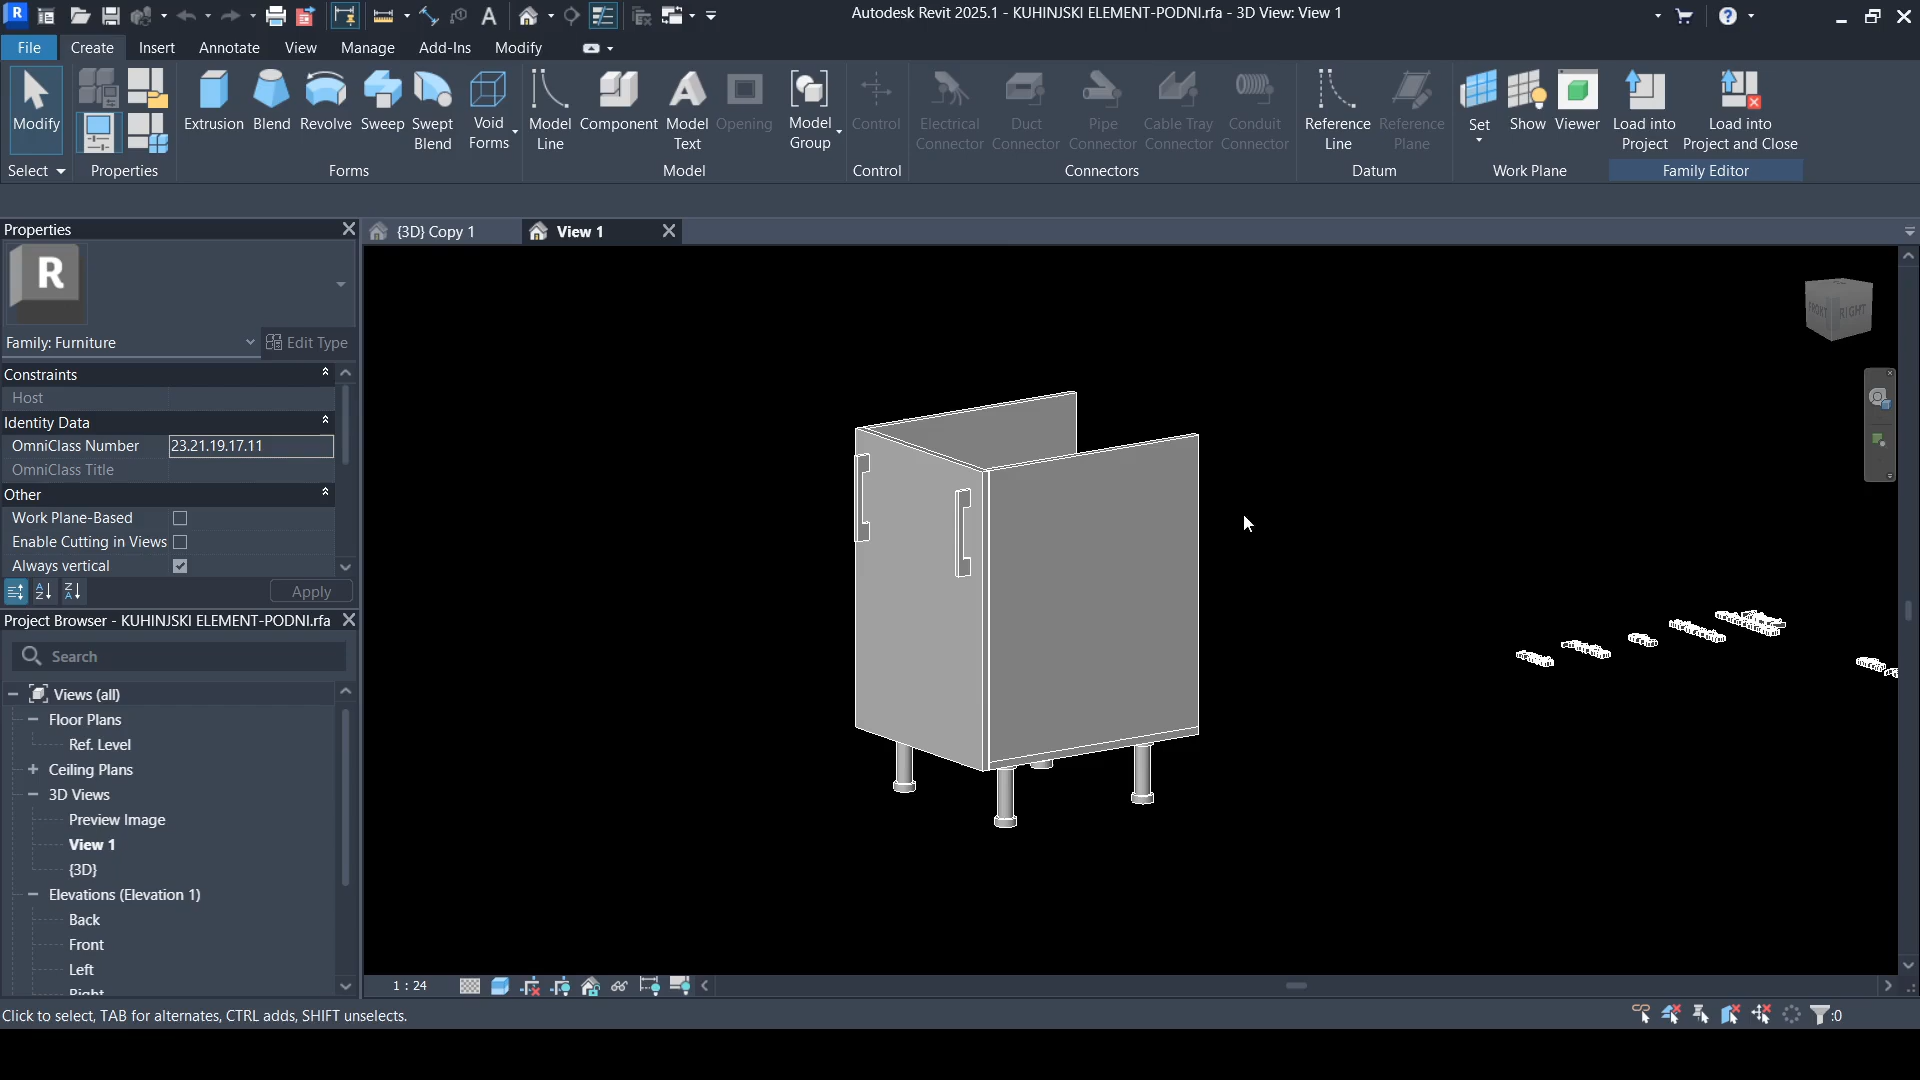 Autodesk Revit 2025.1 - KUHINJSKI ELEMENT-PODNI.rfa - 3D View: View 1
File Create Insert Annotate View Manage Add-Ins Modify
Modify
Select
Properties
Extrusion
Blend
Revolve
Sweep
Swept
Blend
Void
Forms
Forms
Model
Line
Component
Model
Text
Opening
Model
Group
Model
Control
Control
Electrical
Connector
Duct
Connector
Pipe
Connector
Cable Tray
Connector
Conduit
Connector
Connectors
Reference
Line
Reference
Plane
Datum
Set
Show
Viewer
Work Plane
Load into
Project
Load into
Project and Close
Family Editor
Properties
{3D} Copy 1
View 1
R
Family: Furniture
Edit Type
Constraints
Host
Identity Data
OmniClass Number 23.21.19.17.11
OmniClass Title
Other
Work Plane-Based
Enable Cutting in Views
Always vertical
Apply
Project Browser - KUHINJSKI ELEMENT-PODNI.rfa
Search
Views (all)
Floor Plans
Ref. Level
Ceiling Plans
3D Views
Preview Image
View 1
{3D}
Elevations (Elevation 1)
Back
Front
Left
Right
FRONT
RIGHT
1 : 24
Click to select, TAB for alternates, CTRL adds, SHIFT unselects.
:0